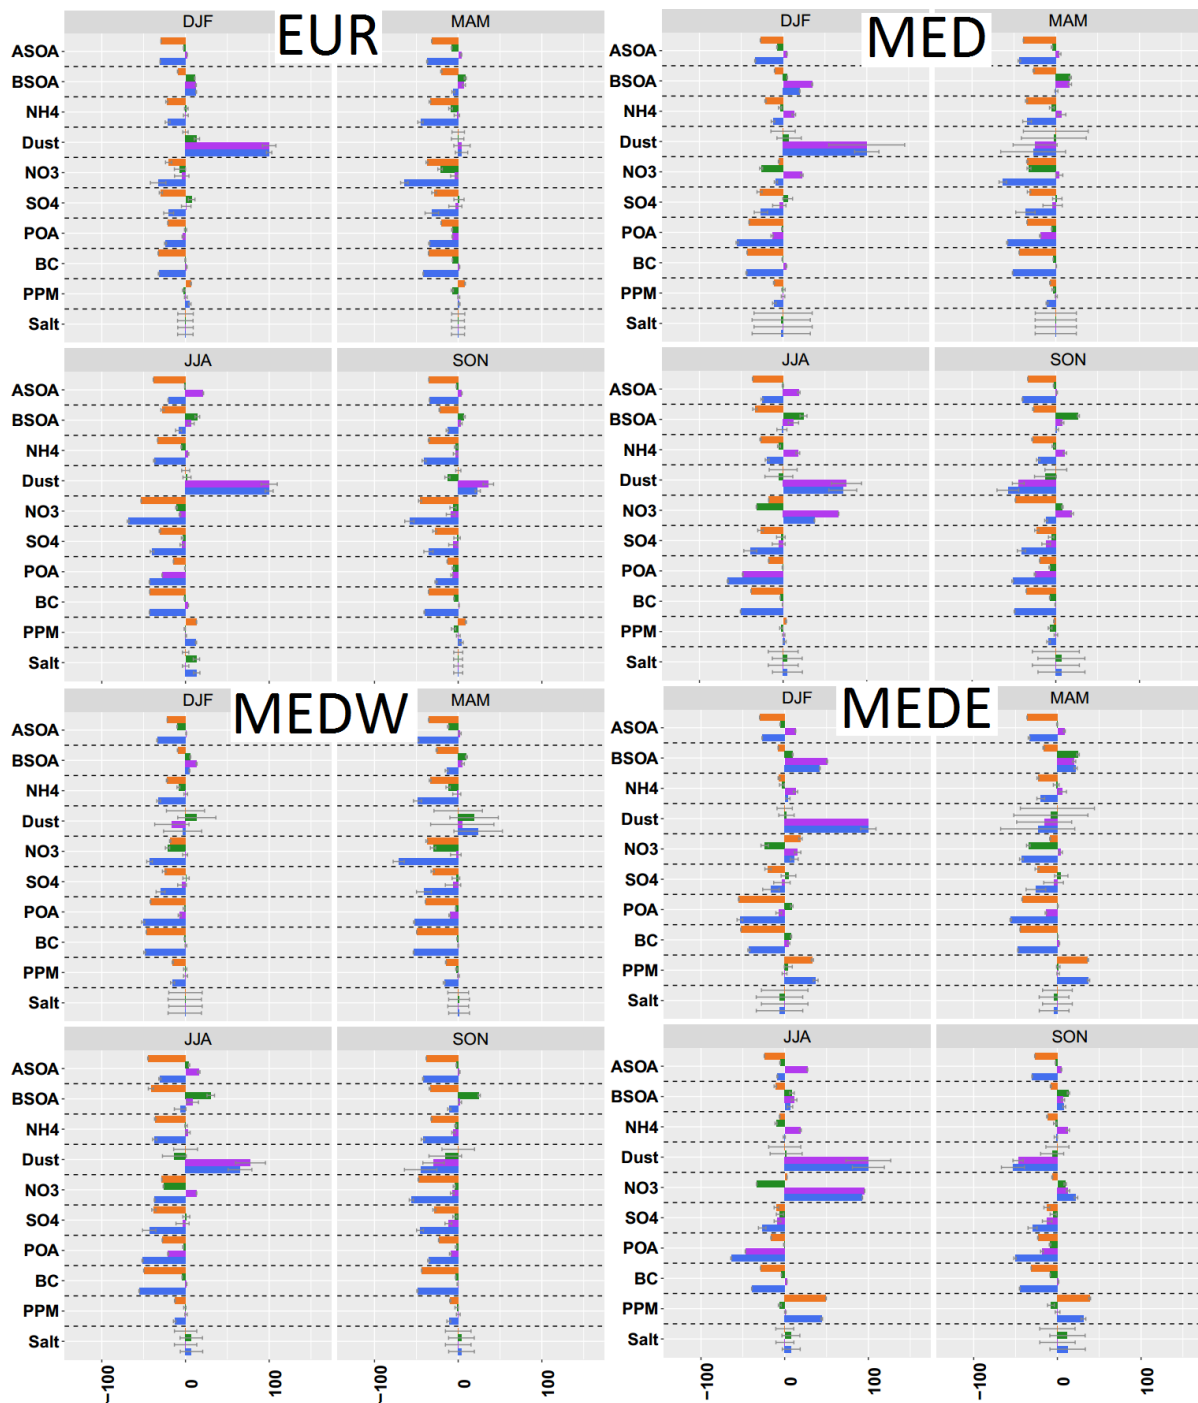 EUR
DJF MAM
ASOA
BSOA
NH4
Dust
NO3
SO4
POA
BC
PPM
Salt
JJA SON
ASOA
BSOA
NH4
Dust
NO3
SO4
POA
BC
PPM
Salt
MED
DJF MAM
ASOA
BSOA
NH4
Dust
NO3
SO4
POA
BC
PPM
Salt
JJA SON
ASOA
BSOA
NH4
Dust
NO3
SO4
POA
BC
PPM
Salt
MEDW
DJF MAM
ASOA
BSOA
NH4
Dust
NO3
SO4
POA
BC
PPM
Salt
JJA SON
ASOA
BSOA
NH4
Dust
NO3
SO4
POA
BC
PPM
Salt
−100 0 100 −100 0 100
MEDE
DJF MAM
ASOA
BSOA
NH4
Dust
NO3
SO4
POA
BC
PPM
Salt
JJA SON
ASOA
BSOA
NH4
Dust
NO3
SO4
POA
BC
PPM
Salt
−100 0 100 −100 0 100